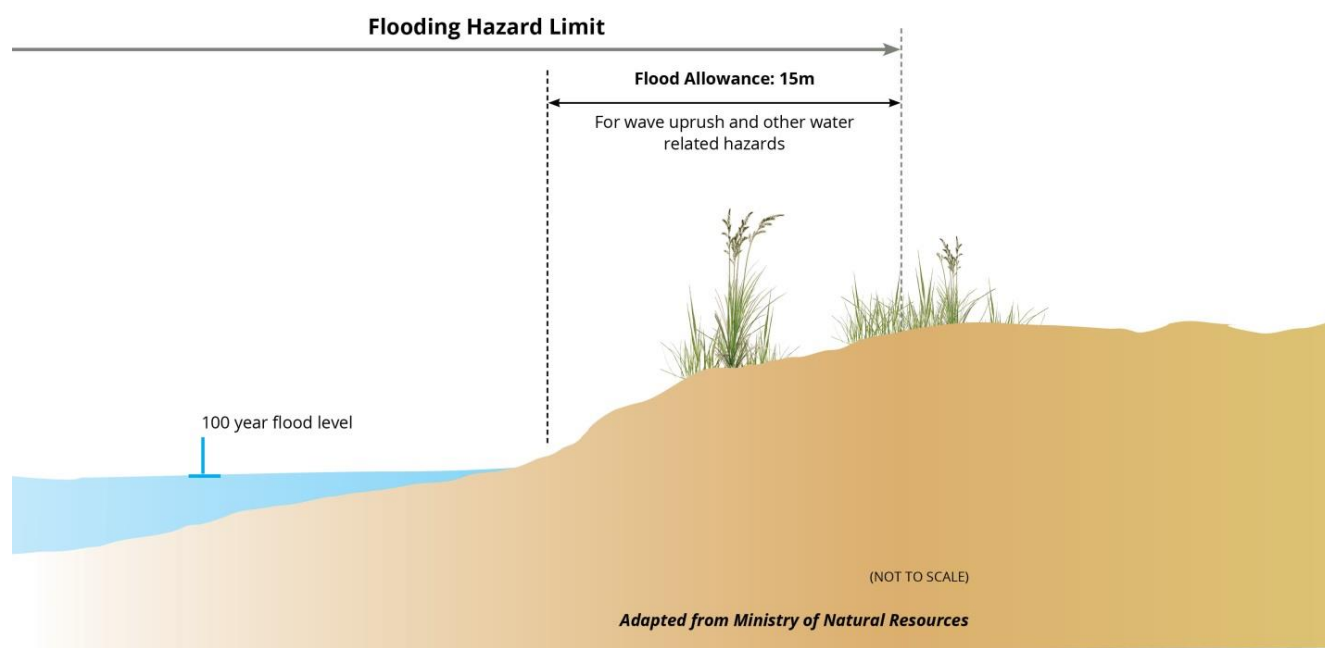 Flooding Hazard Limit
Flood Allowance: 15m
For wave uprush and other water
related hazards
100 year flood level
(NOT TO SCALE)
Adapted from Ministry of Natural Resources